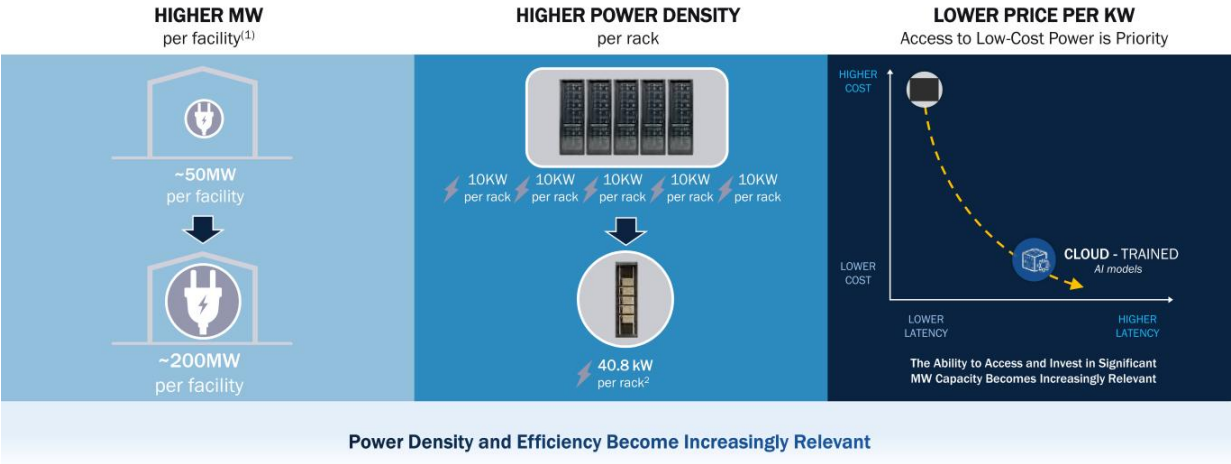 HIGHER MW
per facility(1)
~50MW
per facility
~200MW
per facility
HIGHER POWER DENSITY
per rack
10KW 10KW 10KW 10KW 10KW
per rack per rack per rack per rack per rack
40.8 kW
per rack2
LOWER PRICE PER KW
Access to Low-Cost Power is Priority
HIGHER
COST
CLOUD - TRAINED
AI models
LOWER
COST
LOWER
LATENCY
HIGHER
LATENCY
The Ability to Access and Invest in Significant
MW Capacity Becomes Increasingly Relevant
Power Density and Efficiency Become Increasingly Relevant